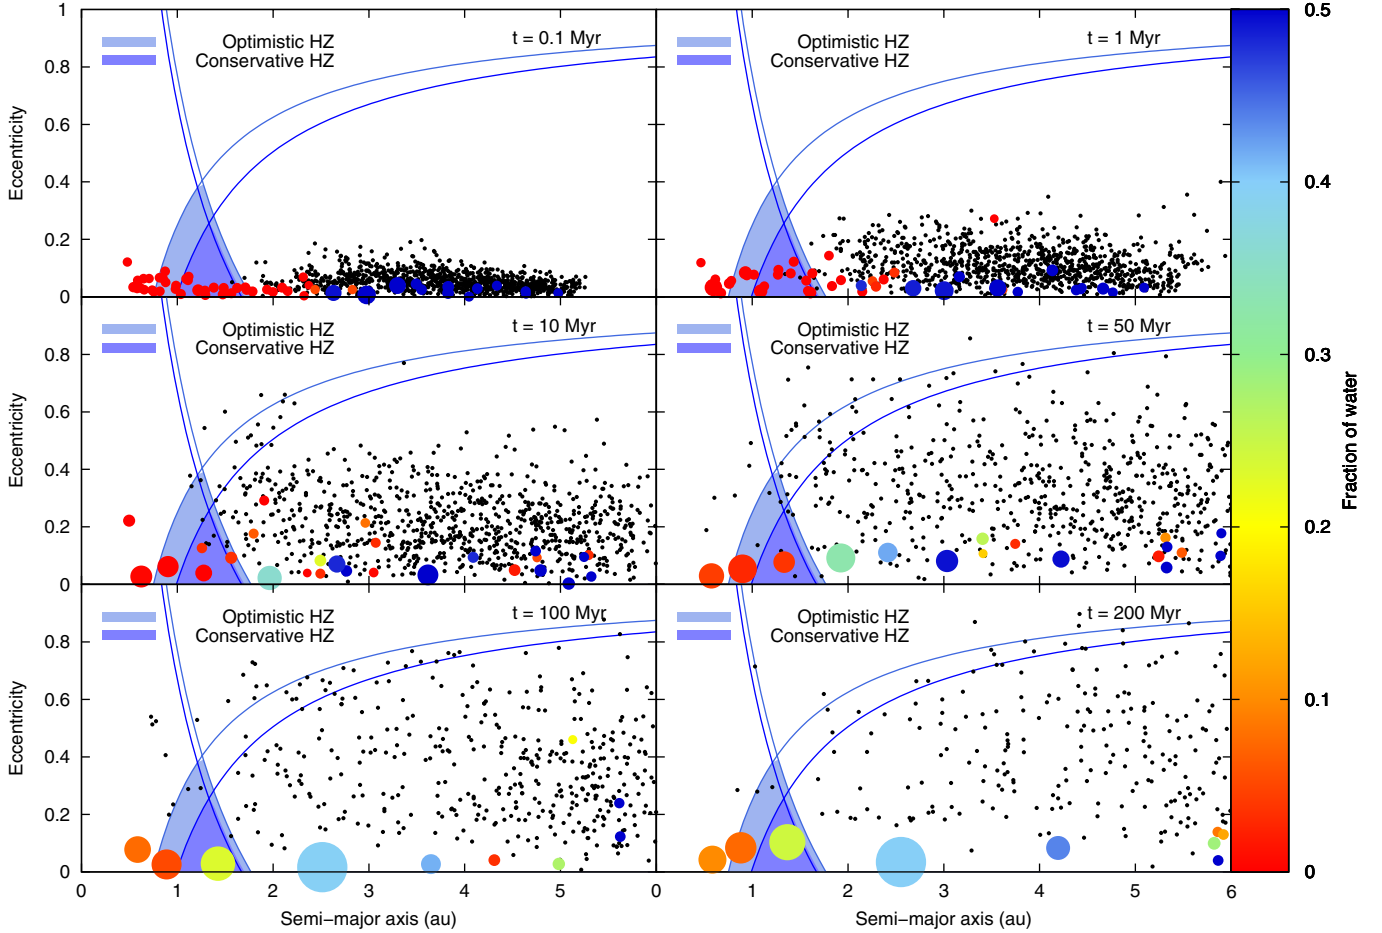 Optimistic HZ
Conservative HZ
t = 0.1 Myr
Optimistic HZ
Conservative HZ
t = 1 Myr
Eccentricity
1
0.8
0.6
0.4
0.2
0
Optimistic HZ
Conservative HZ
t = 10 Myr
Optimistic HZ
Conservative HZ
t = 50 Myr
Eccentricity
0.8
0.6
0.4
0.2
0
Optimistic HZ
Conservative HZ
t = 100 Myr
Optimistic HZ
Conservative HZ
t = 200 Myr
Eccentricity
0.8
0.6
0.4
0.2
0
0 1 2 3 4 5 0 1 2 3 4 5 6
Semi-major axis (au)
Semi-major axis (au)
0.5
0.4
0.3
0.2
0.1
0
Fraction of water